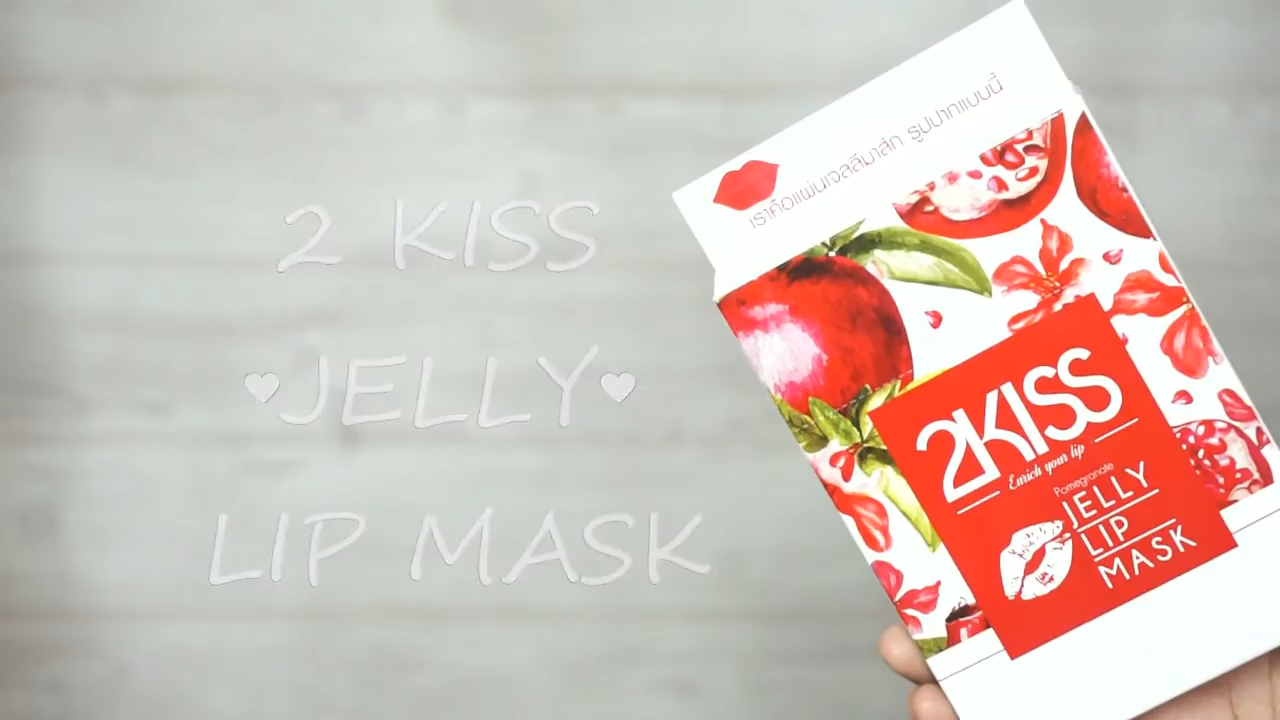 2 KISS
♥JELLY♥
LIP MASK
เราคือแผ่นเจลลี่มาส์ก รูปปากแบบนี้
2KISS
Enrich your lip
Pomegranate
JELLY
LIP
MASK